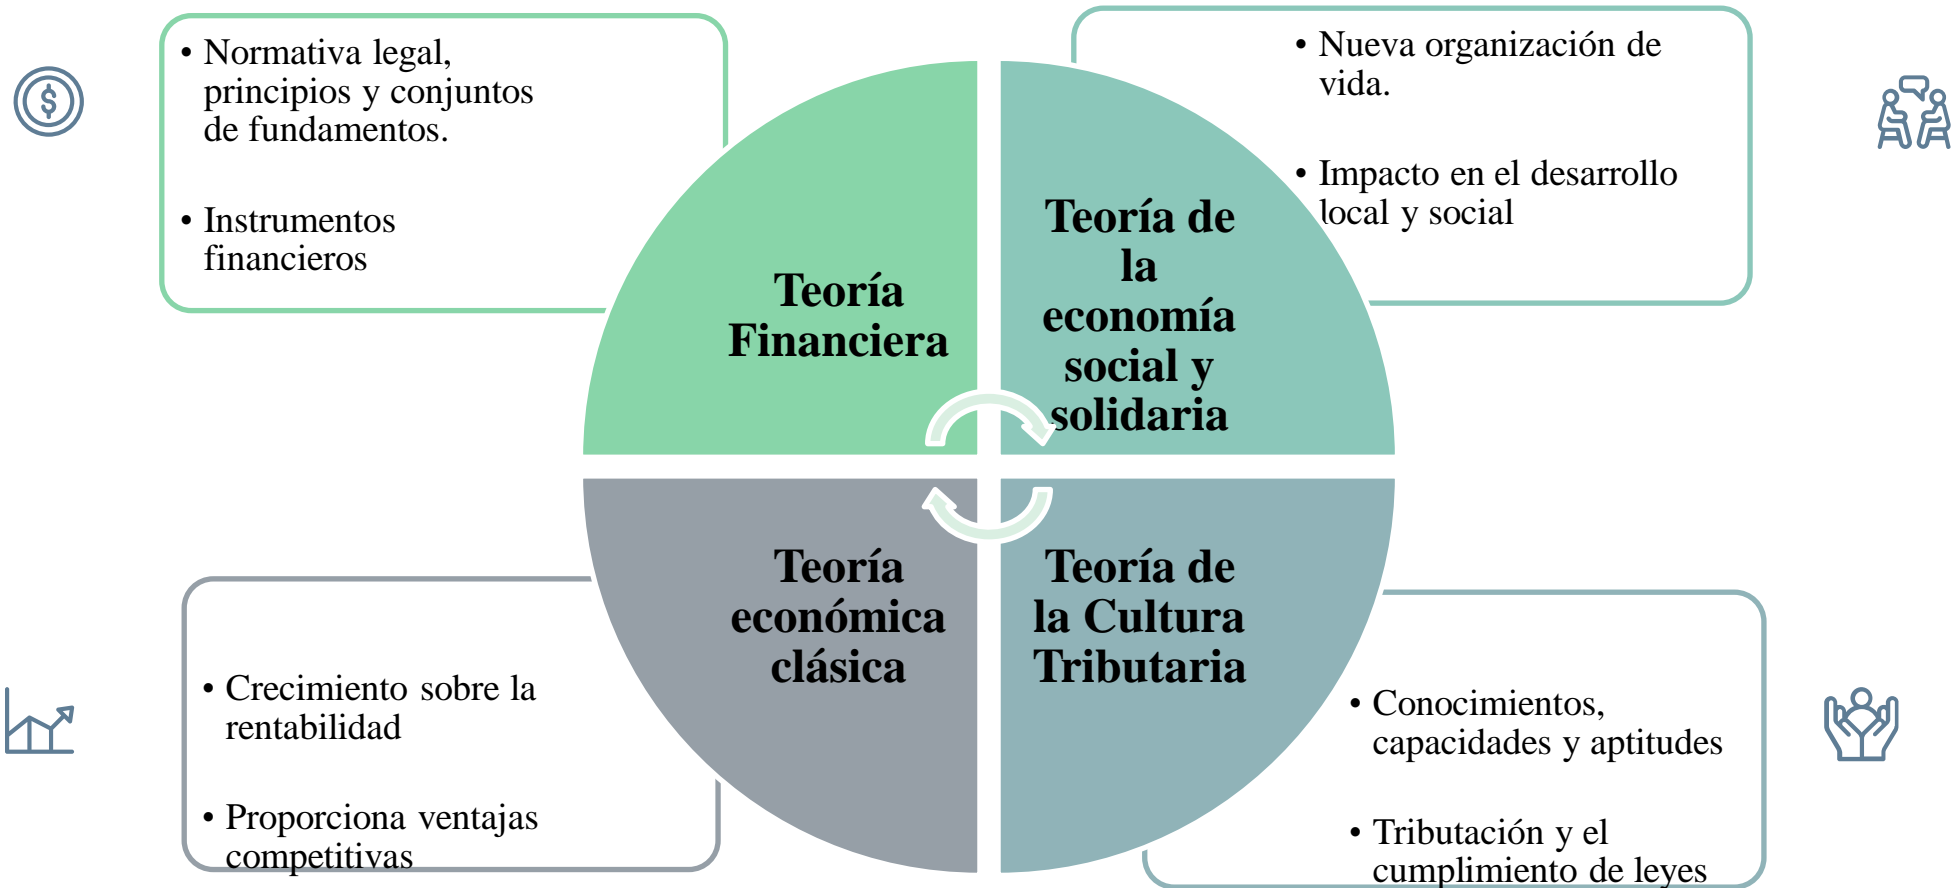 • Normativa legal,
principios y conjuntos
de fundamentos.
• Instrumentos
financieros
Teoría
Financiera
• Nueva organización de
vida.
• Impacto en el desarrollo
local y social
Teoría de
la
economía
social y
solidaria
Teoría
económica
clásica
• Crecimiento sobre la
rentabilidad
• Proporciona ventajas
competitivas
Teoría de
la Cultura
Tributaria
• Conocimientos,
capacidades y aptitudes
• Tributación y el
cumplimiento de leyes
$